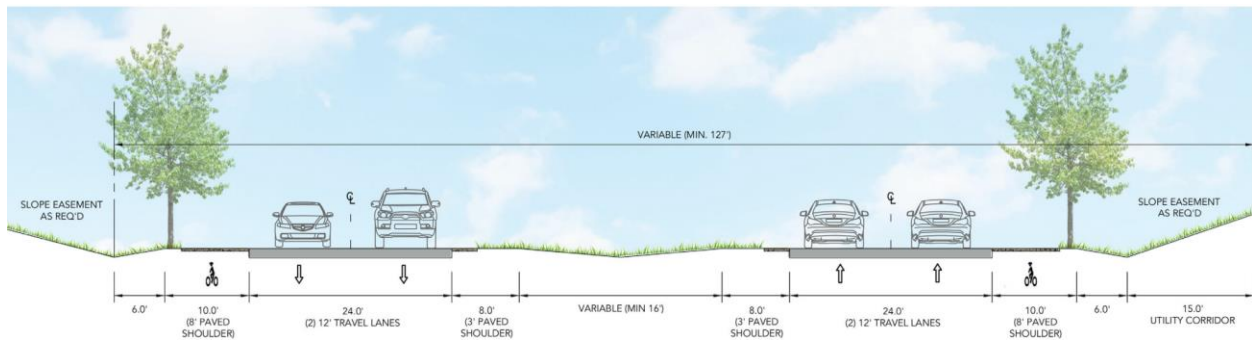 VARIABLE (MIN. 127')
SLOPE EASEMENT
AS REQ'D
℄
℄
SLOPE EASEMENT
AS REQ'D
6.0'
10.0'
(8' PAVED
SHOULDER)
24.0'
(2) 12' TRAVEL LANES
8.0'
(3' PAVED
SHOULDER)
VARIABLE (MIN 16')
8.0'
(3' PAVED
SHOULDER)
24.0'
(2) 12' TRAVEL LANES
10.0'
(8' PAVED
SHOULDER)
6.0'
15.0'
UTILITY CORRIDOR